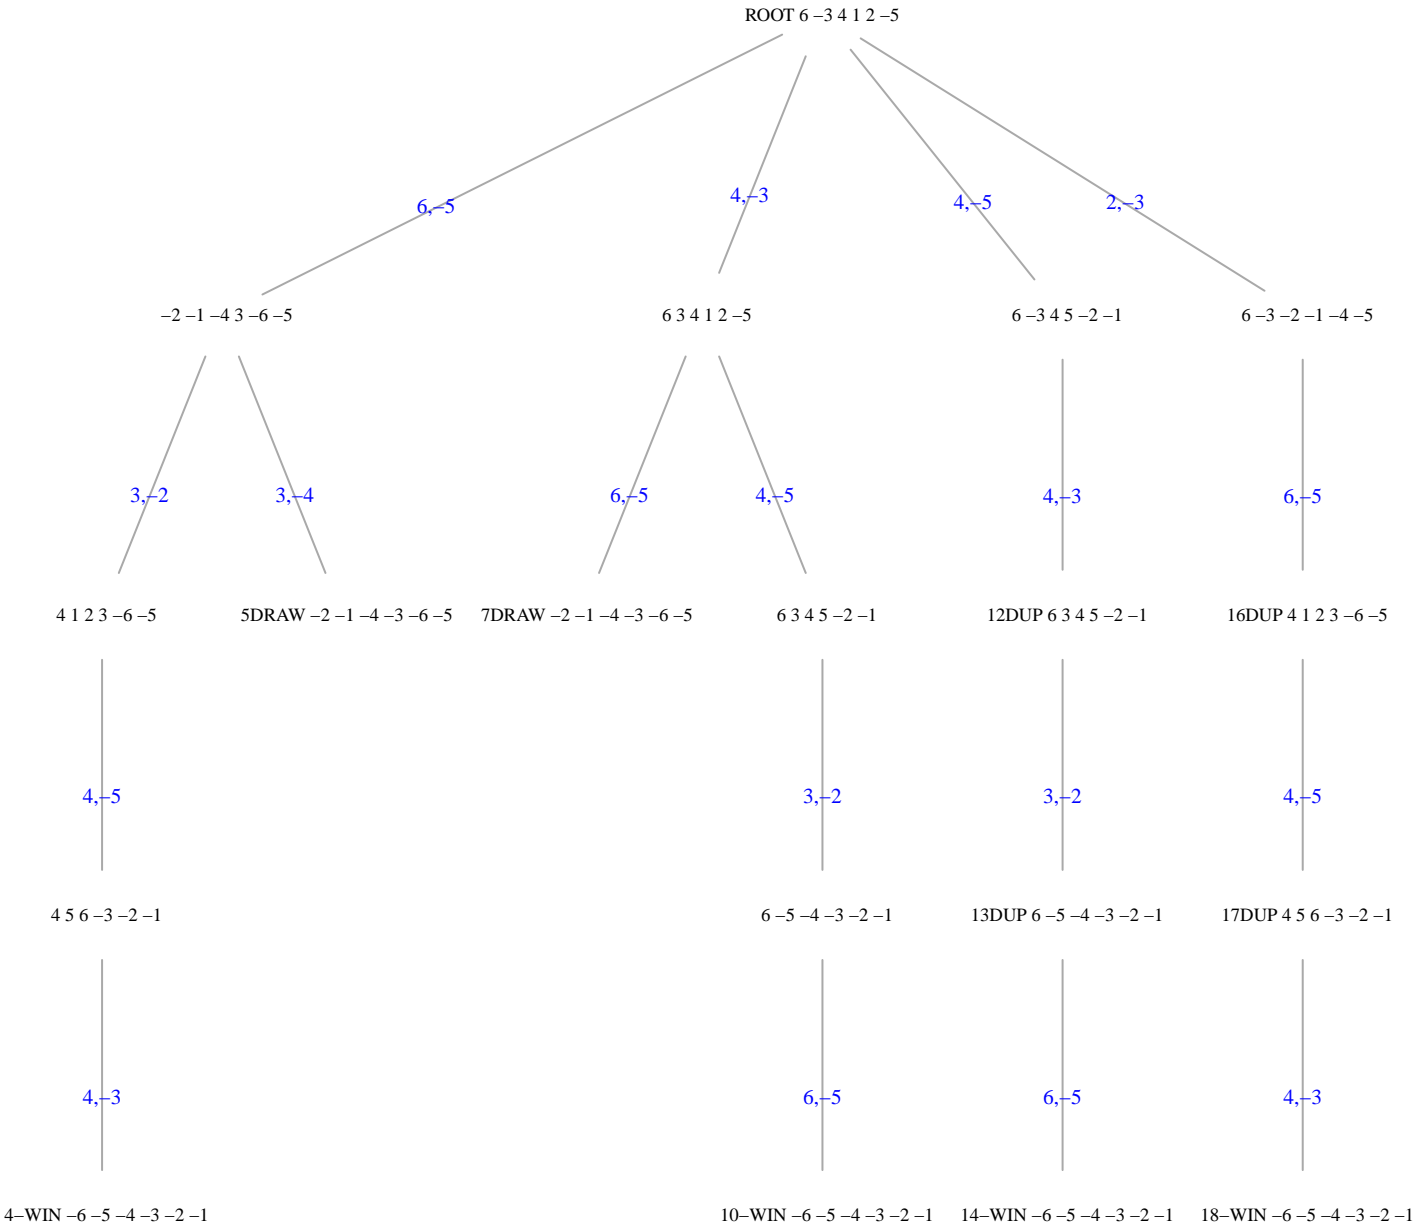 ROOT 6 –3 4 1 2 –5
6,–5
4,–3
4,–5
2,–3
–2 –1 –4 3 –6 –5
6 3 4 1 2 –5
6 –3 4 5 –2 –1
6 –3 –2 –1 –4 –5
3,–2
3,–4
6,–5
4,–5
4,–3
6,–5
4 1 2 3 –6 –5
5DRAW –2 –1 –4 –3 –6 –5
7DRAW –2 –1 –4 –3 –6 –5
6 3 4 5 –2 –1
12DUP 6 3 4 5 –2 –1
16DUP 4 1 2 3 –6 –5
4,–5
3,–2
3,–2
4,–5
4 5 6 –3 –2 –1
6 –5 –4 –3 –2 –1
13DUP 6 –5 –4 –3 –2 –1
17DUP 4 5 6 –3 –2 –1
4,–3
6,–5
6,–5
4,–3
4–WIN –6 –5 –4 –3 –2 –1
10–WIN –6 –5 –4 –3 –2 –1
14–WIN –6 –5 –4 –3 –2 –1
18–WIN –6 –5 –4 –3 –2 –1